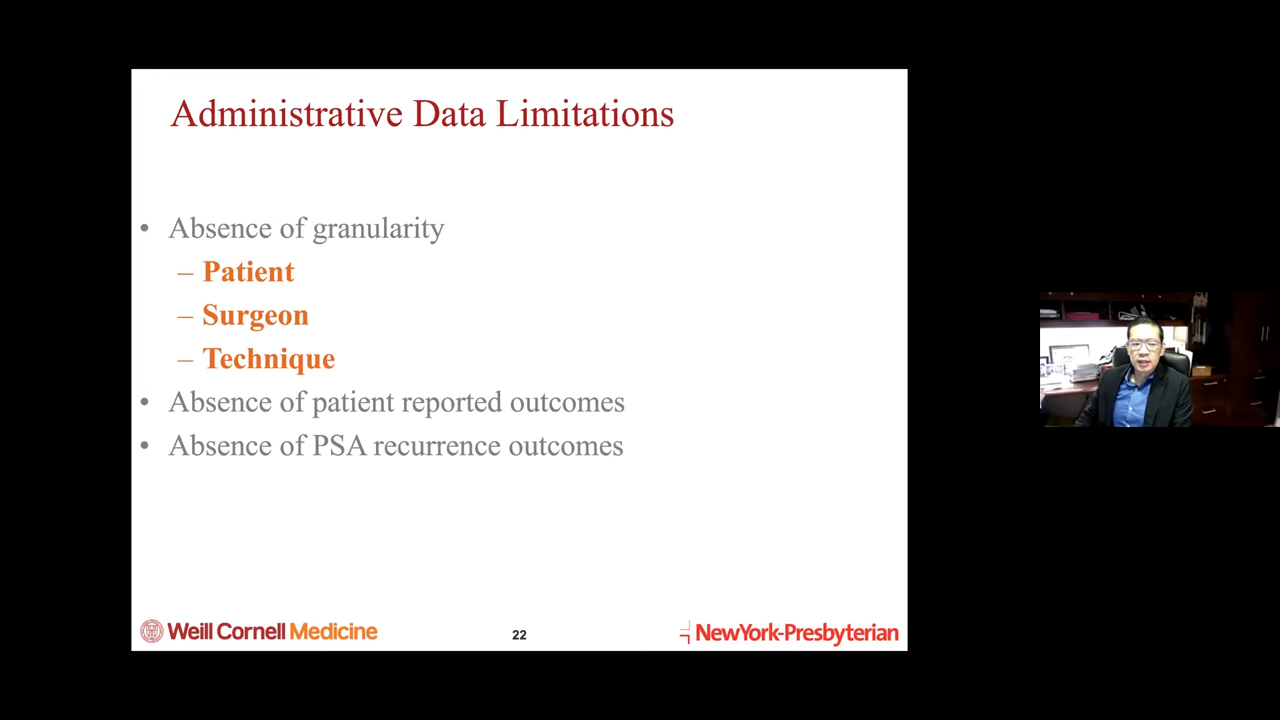 Administrative Data Limitations
• Absence of granularity
– Patient
– Surgeon
– Technique
• Absence of patient reported outcomes
• Absence of PSA recurrence outcomes
Weill Cornell Medicine
22
NewYork-Presbyterian